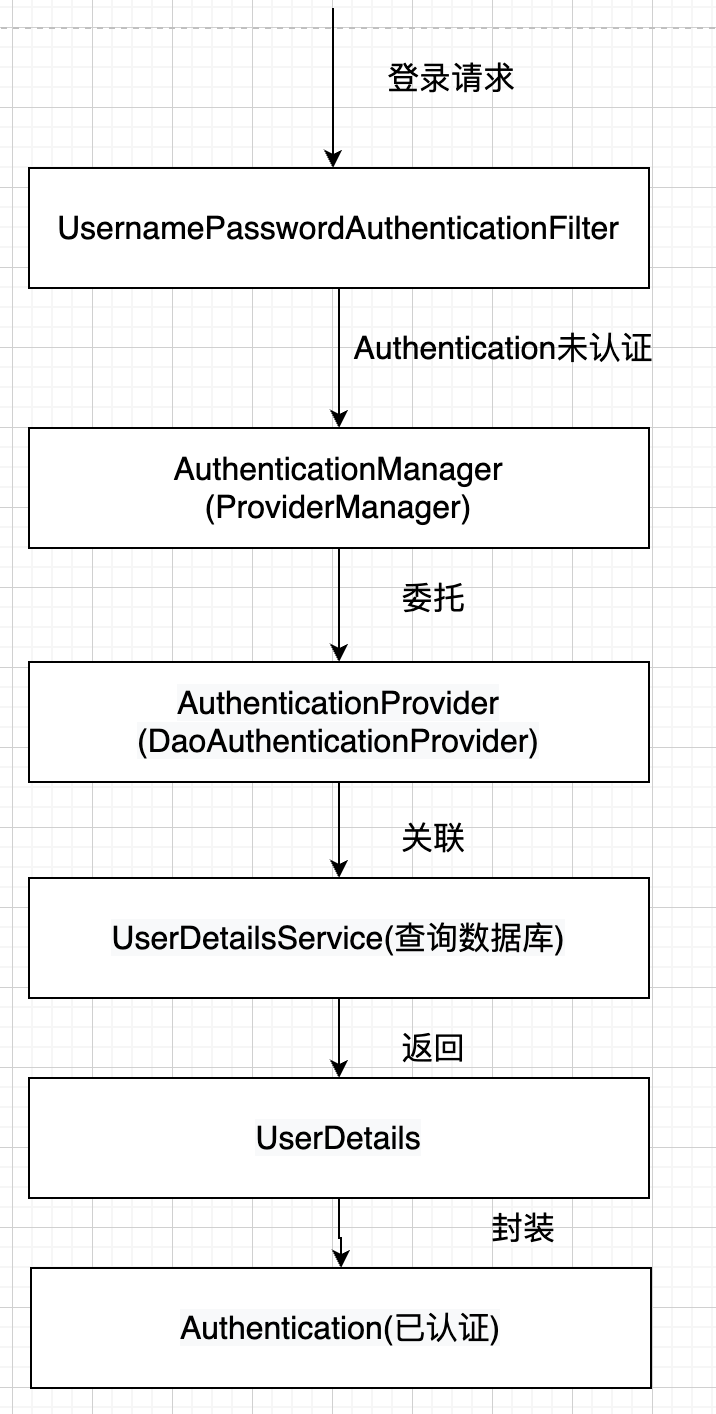 登录请求
UsernamePasswordAuthenticationFilter
Authentication未认证
AuthenticationManager
(ProviderManager)
委托
AuthenticationProvider
(DaoAuthenticationProvider)
关联
UserDetailsService(查询数据库)
返回
UserDetails
封装
Authentication(已认证)